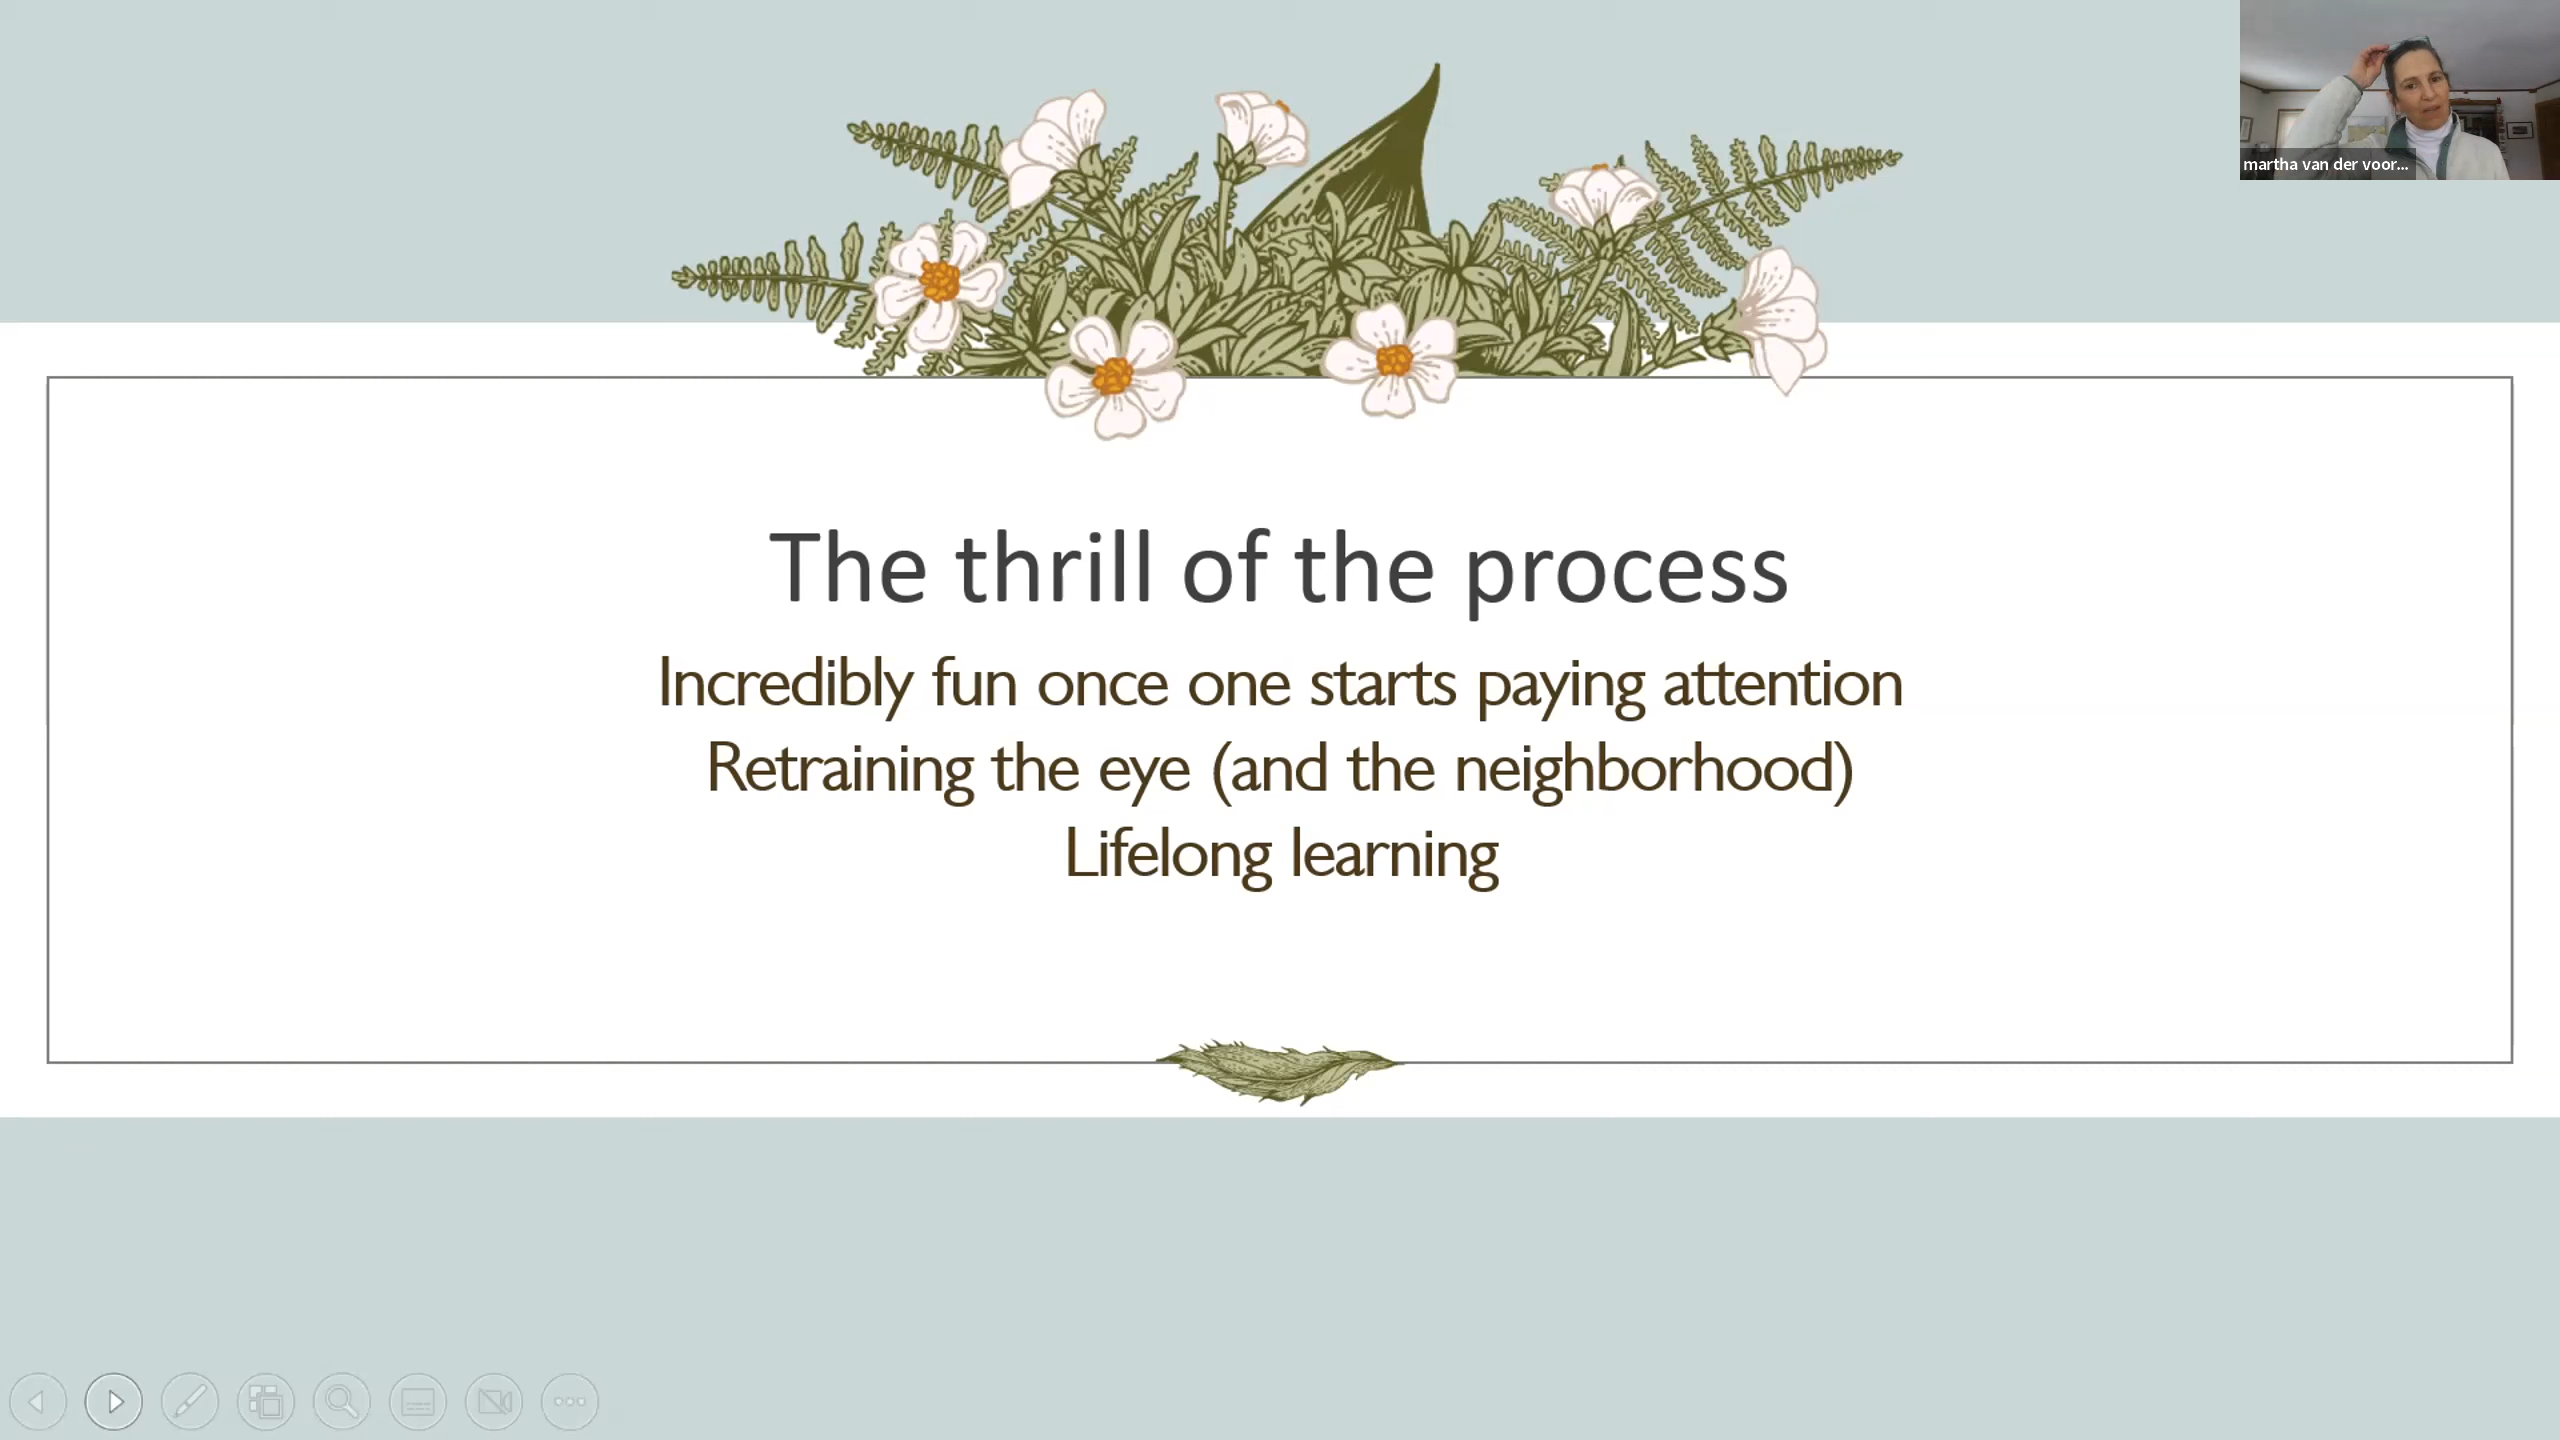 martha van der voor...
The thrill of the process
Incredibly fun once one starts paying attention
Retraining the eye (and the neighborhood)
Lifelong learning